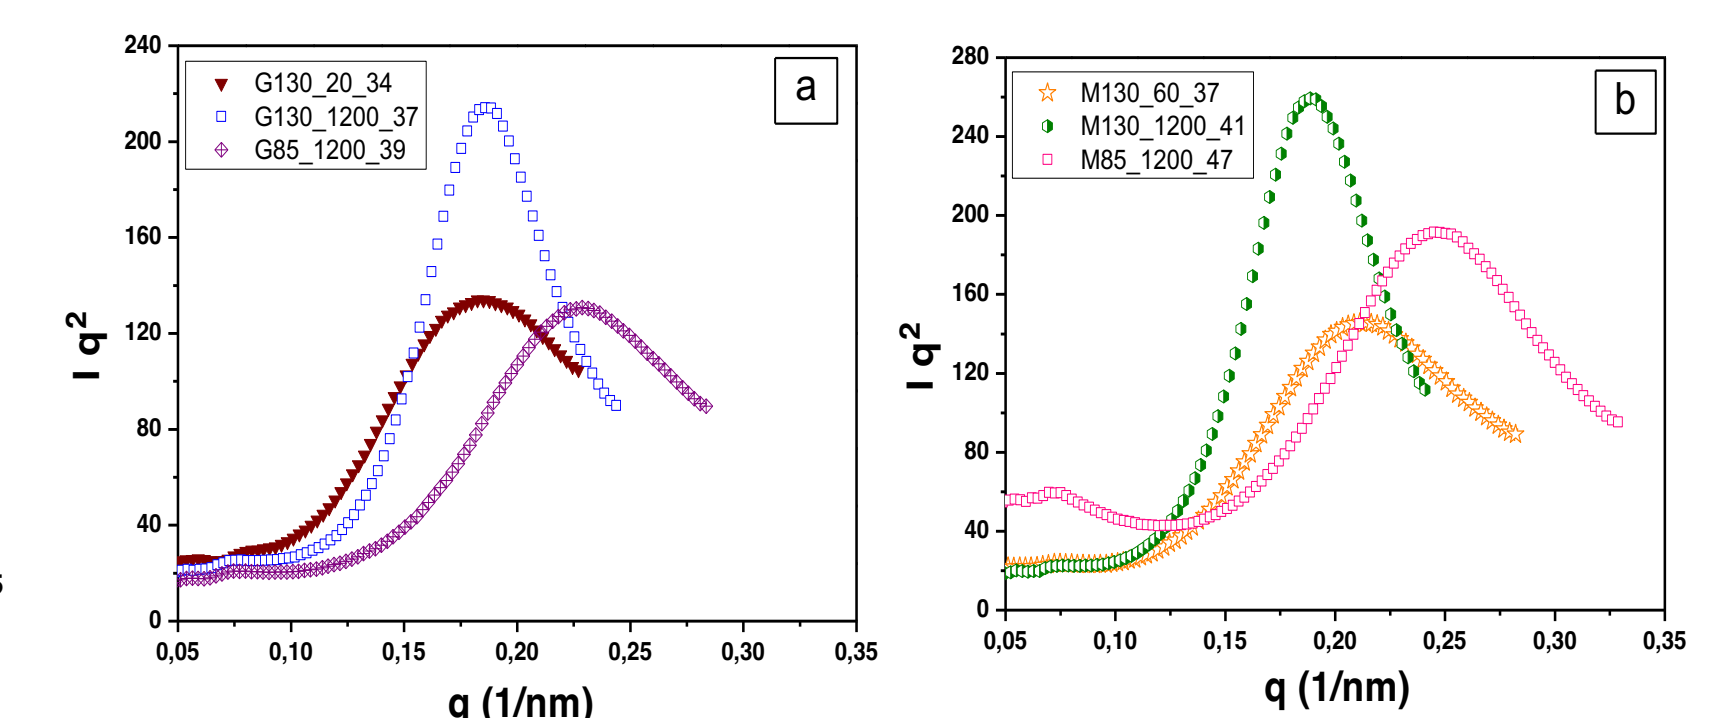 240
200
160
120
80
40
0
I q²
G130_20_34
G130_1200_37
G85_1200_39
a
0,05 0,10 0,15 0,20 0,25 0,30 0,35
q (1/nm)
280
240
200
160
120
80
40
0
I q²
M130_60_37
M130_1200_41
M85_1200_47
b
0,05 0,10 0,15 0,20 0,25 0,30 0,35
q (1/nm)